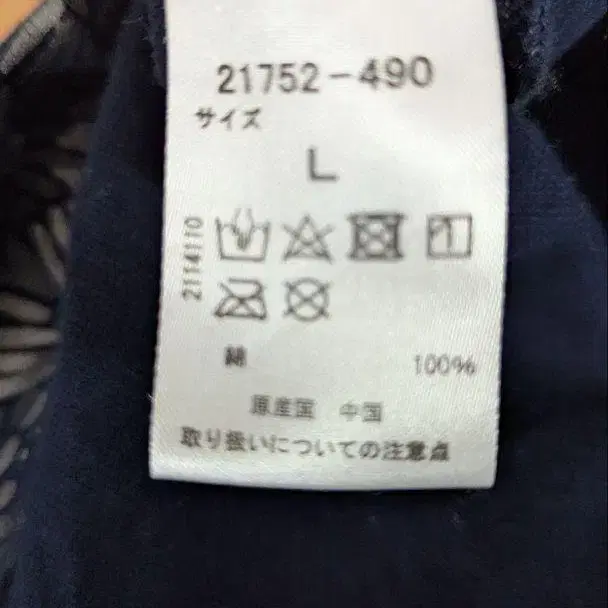 21752-490
サイズ
L
2114110
綿 100%
原産国 中国
取り扱いについての注意点